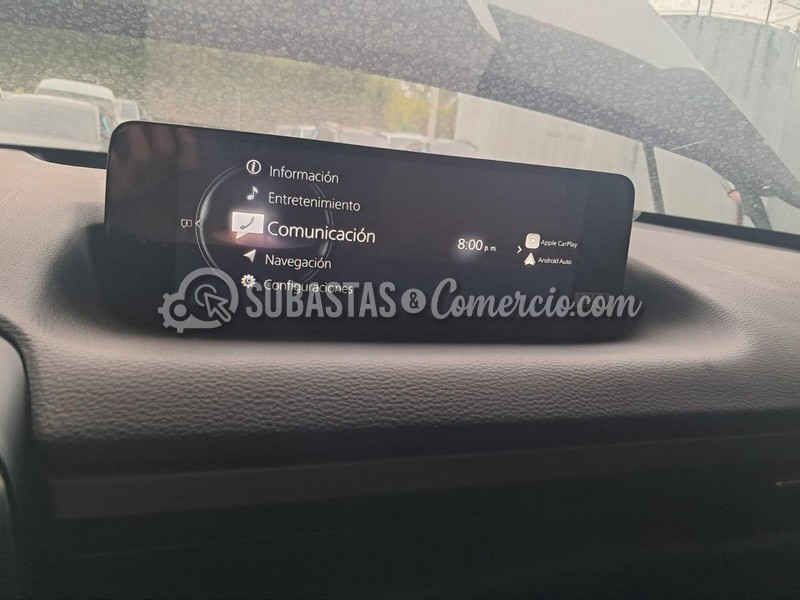 Información
Entretenimiento
Comunicación
8:00 p.m.
Apple CarPlay
Android Auto
Navegación
Configuraciones
SUBASTAS & Comercio.com